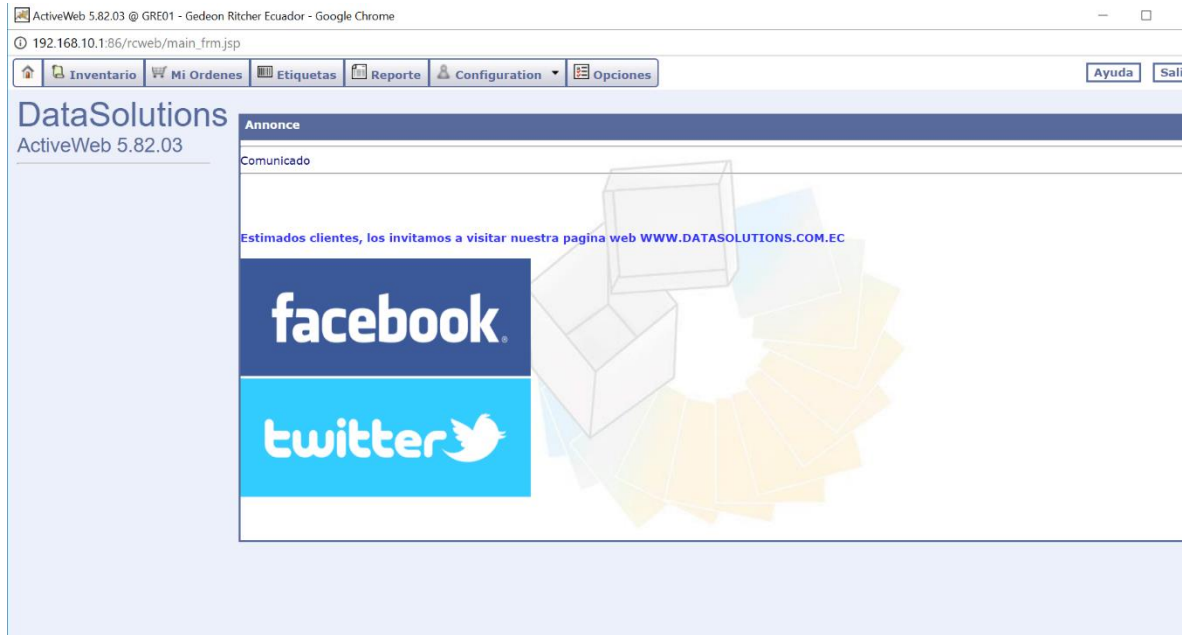 ActiveWeb 5.82.03 @ GRE01 - Gedeon Ritcher Ecuador - Google Chrome
192.168.10.1:86/rcweb/main_frm.jsp
Inventario Mi Ordenes Etiquetas Reporte Configuration Opciones Ayuda Sali
DataSolutions
ActiveWeb 5.82.03
Annonce
Comunicado
Estimados clientes, los invitamos a visitar nuestra pagina web WWW.DATASOLUTIONS.COM.EC
facebook®
twitter